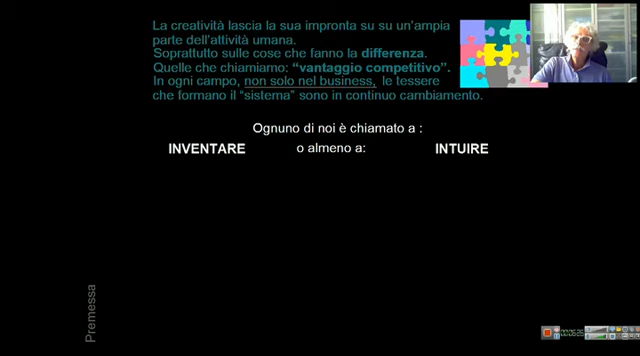 La creatività lascia la sua impronta su su un'ampia
parte dell'attività umana.
Soprattutto sulle cose che fanno la differenza.
Quelle che chiamiamo: “vantaggio competitivo”.
In ogni campo, non solo nel business, le tessere
che formano il “sistema” sono in continuo cambiamento.
Ognuno di noi è chiamato a :
INVENTARE o almeno a: INTUIRE
Premessa